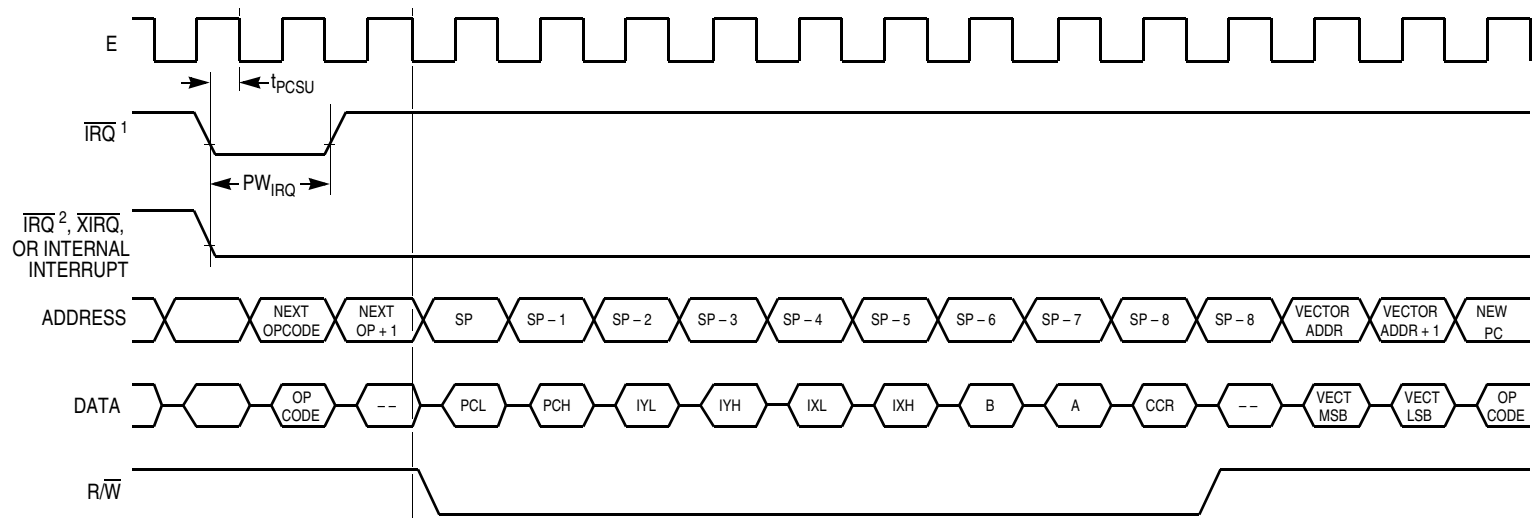 E
tPCSU
IRQ 1
PWIRQ
IRQ 2, XIRQ,
OR INTERNAL
INTERRUPT
ADDRESS
NEXT
OPCODE
NEXT
OP + 1
SP
SP – 1
SP – 2
SP – 3
SP – 4
SP – 5
SP – 6
SP – 7
SP – 8
SP – 8
VECTOR
ADDR
VECTOR
ADDR + 1
NEW
PC
DATA
OP
CODE
– –
PCL
PCH
IYL
IYH
IXL
IXH
B
A
CCR
– –
VECT
MSB
VECT
LSB
OP
CODE
R/W